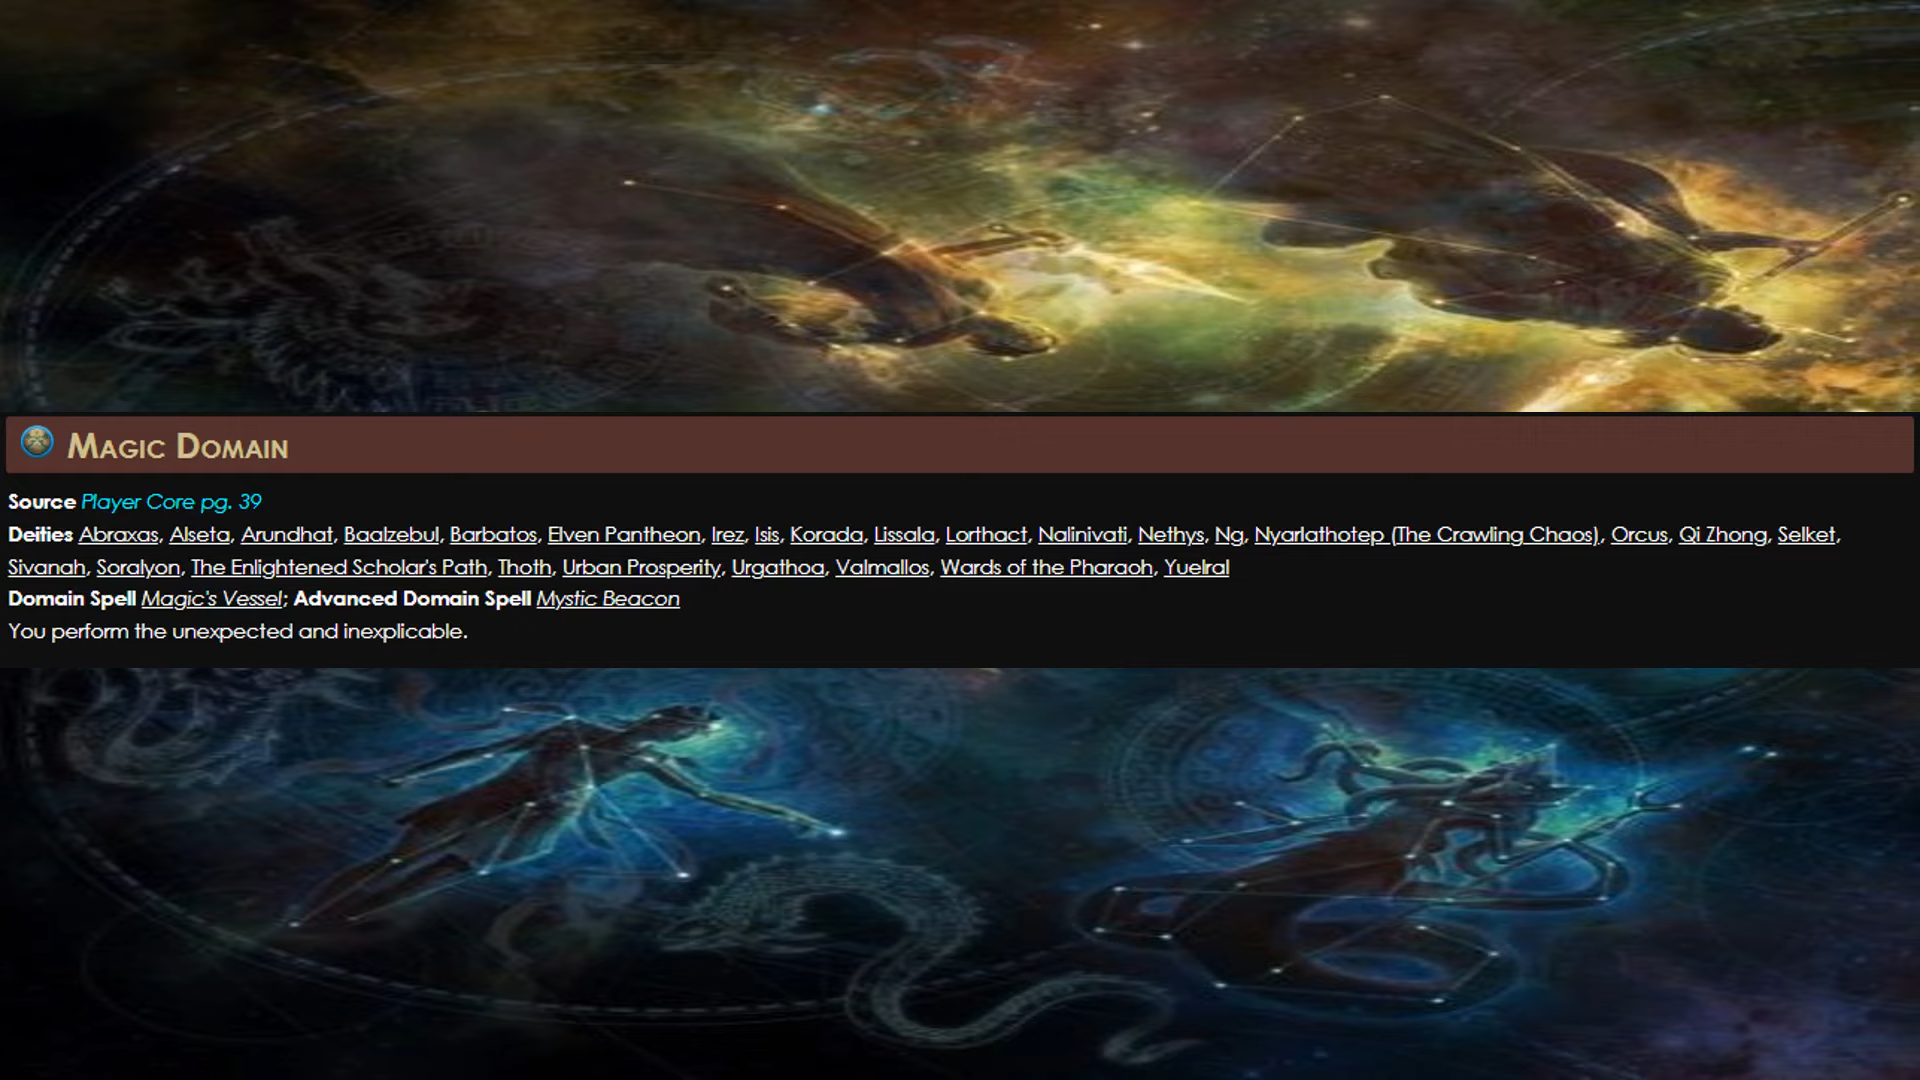 Magic Domain
Source Player Core pg. 39
Deities Abraxas, Alseta, Arundhat, Baalzebul, Barbatos, Elven Pantheon, Irez, Isis, Korada, Lissala, Lorthact, Nalinivati, Nethys, Ng, Nyarlathotep (The Crawling Chaos), Orcus, Qi Zhong, Selket,
Sivanah, Soralyon, The Enlightened Scholar's Path, Thoth, Urban Prosperity, Urgathoa, Valmallos, Wards of the Pharaoh, Yuelral
Domain Spell Magic's Vessel; Advanced Domain Spell Mystic Beacon
You perform the unexpected and inexplicable.